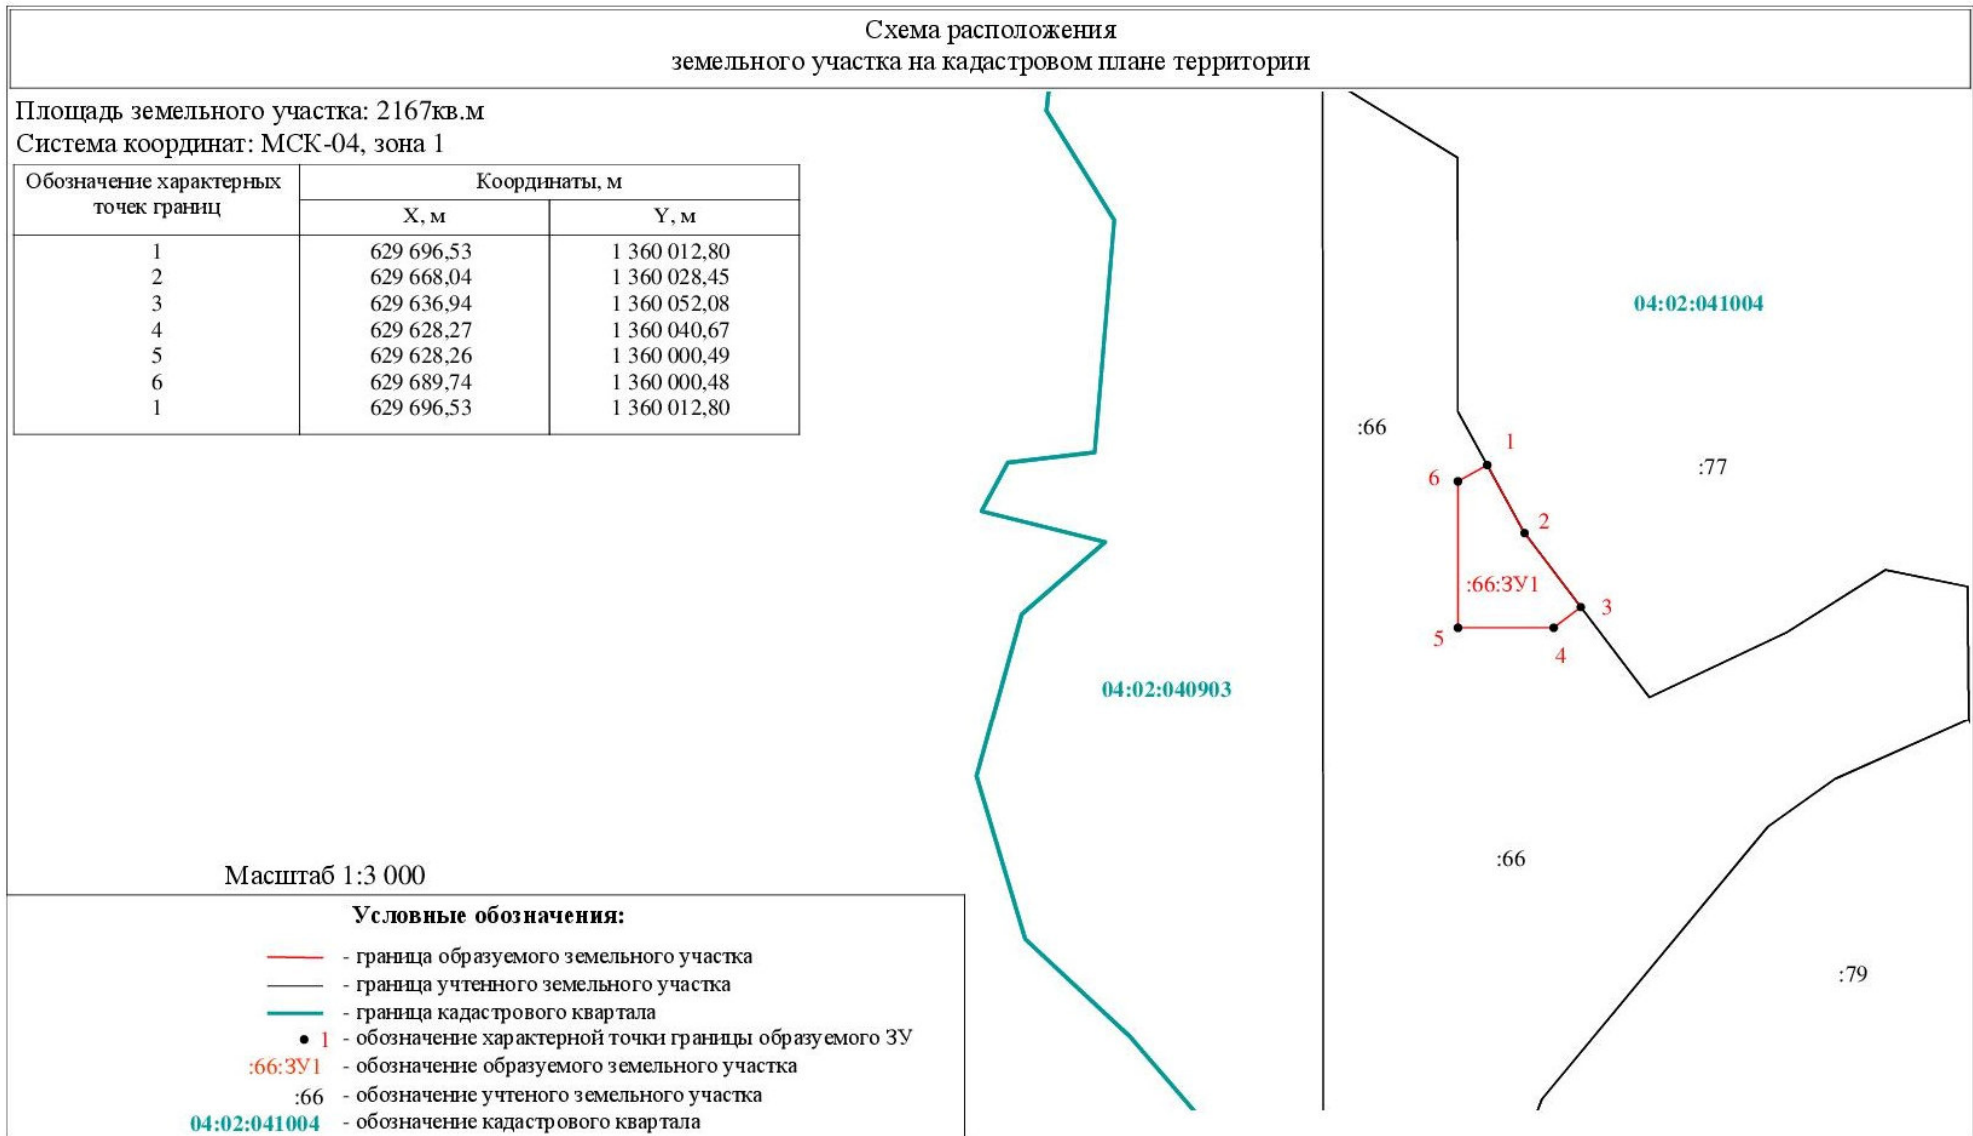 Схема расположения
земельного участка на кадастровом плане территории
Площадь земельного участка: 2167кв.м
Система координат: МСК-04, зона 1
Обозначение характерных точек границ
Координаты, м
X, м Y, м
1 629 696,53 1 360 012,80
2 629 668,04 1 360 028,45
3 629 636,94 1 360 052,08
4 629 628,27 1 360 040,67
5 629 628,26 1 360 000,49
6 629 689,74 1 360 000,48
1 629 696,53 1 360 012,80
04:02:041004
:66
1
:77
6
2
:66:ЗУ1
3
5
4
04:02:040903
:66
:79
Масштаб 1:3 000
Условные обозначения:
- граница образуемого земельного участка
- граница учтенного земельного участка
- граница кадастрового квартала
1 - обозначение характерной точки границы образуемого ЗУ
:66:ЗУ1 - обозначение образуемого земельного участка
:66 - обозначение учтеного земельного участка
04:02:041004 - обозначение кадастрового квартала